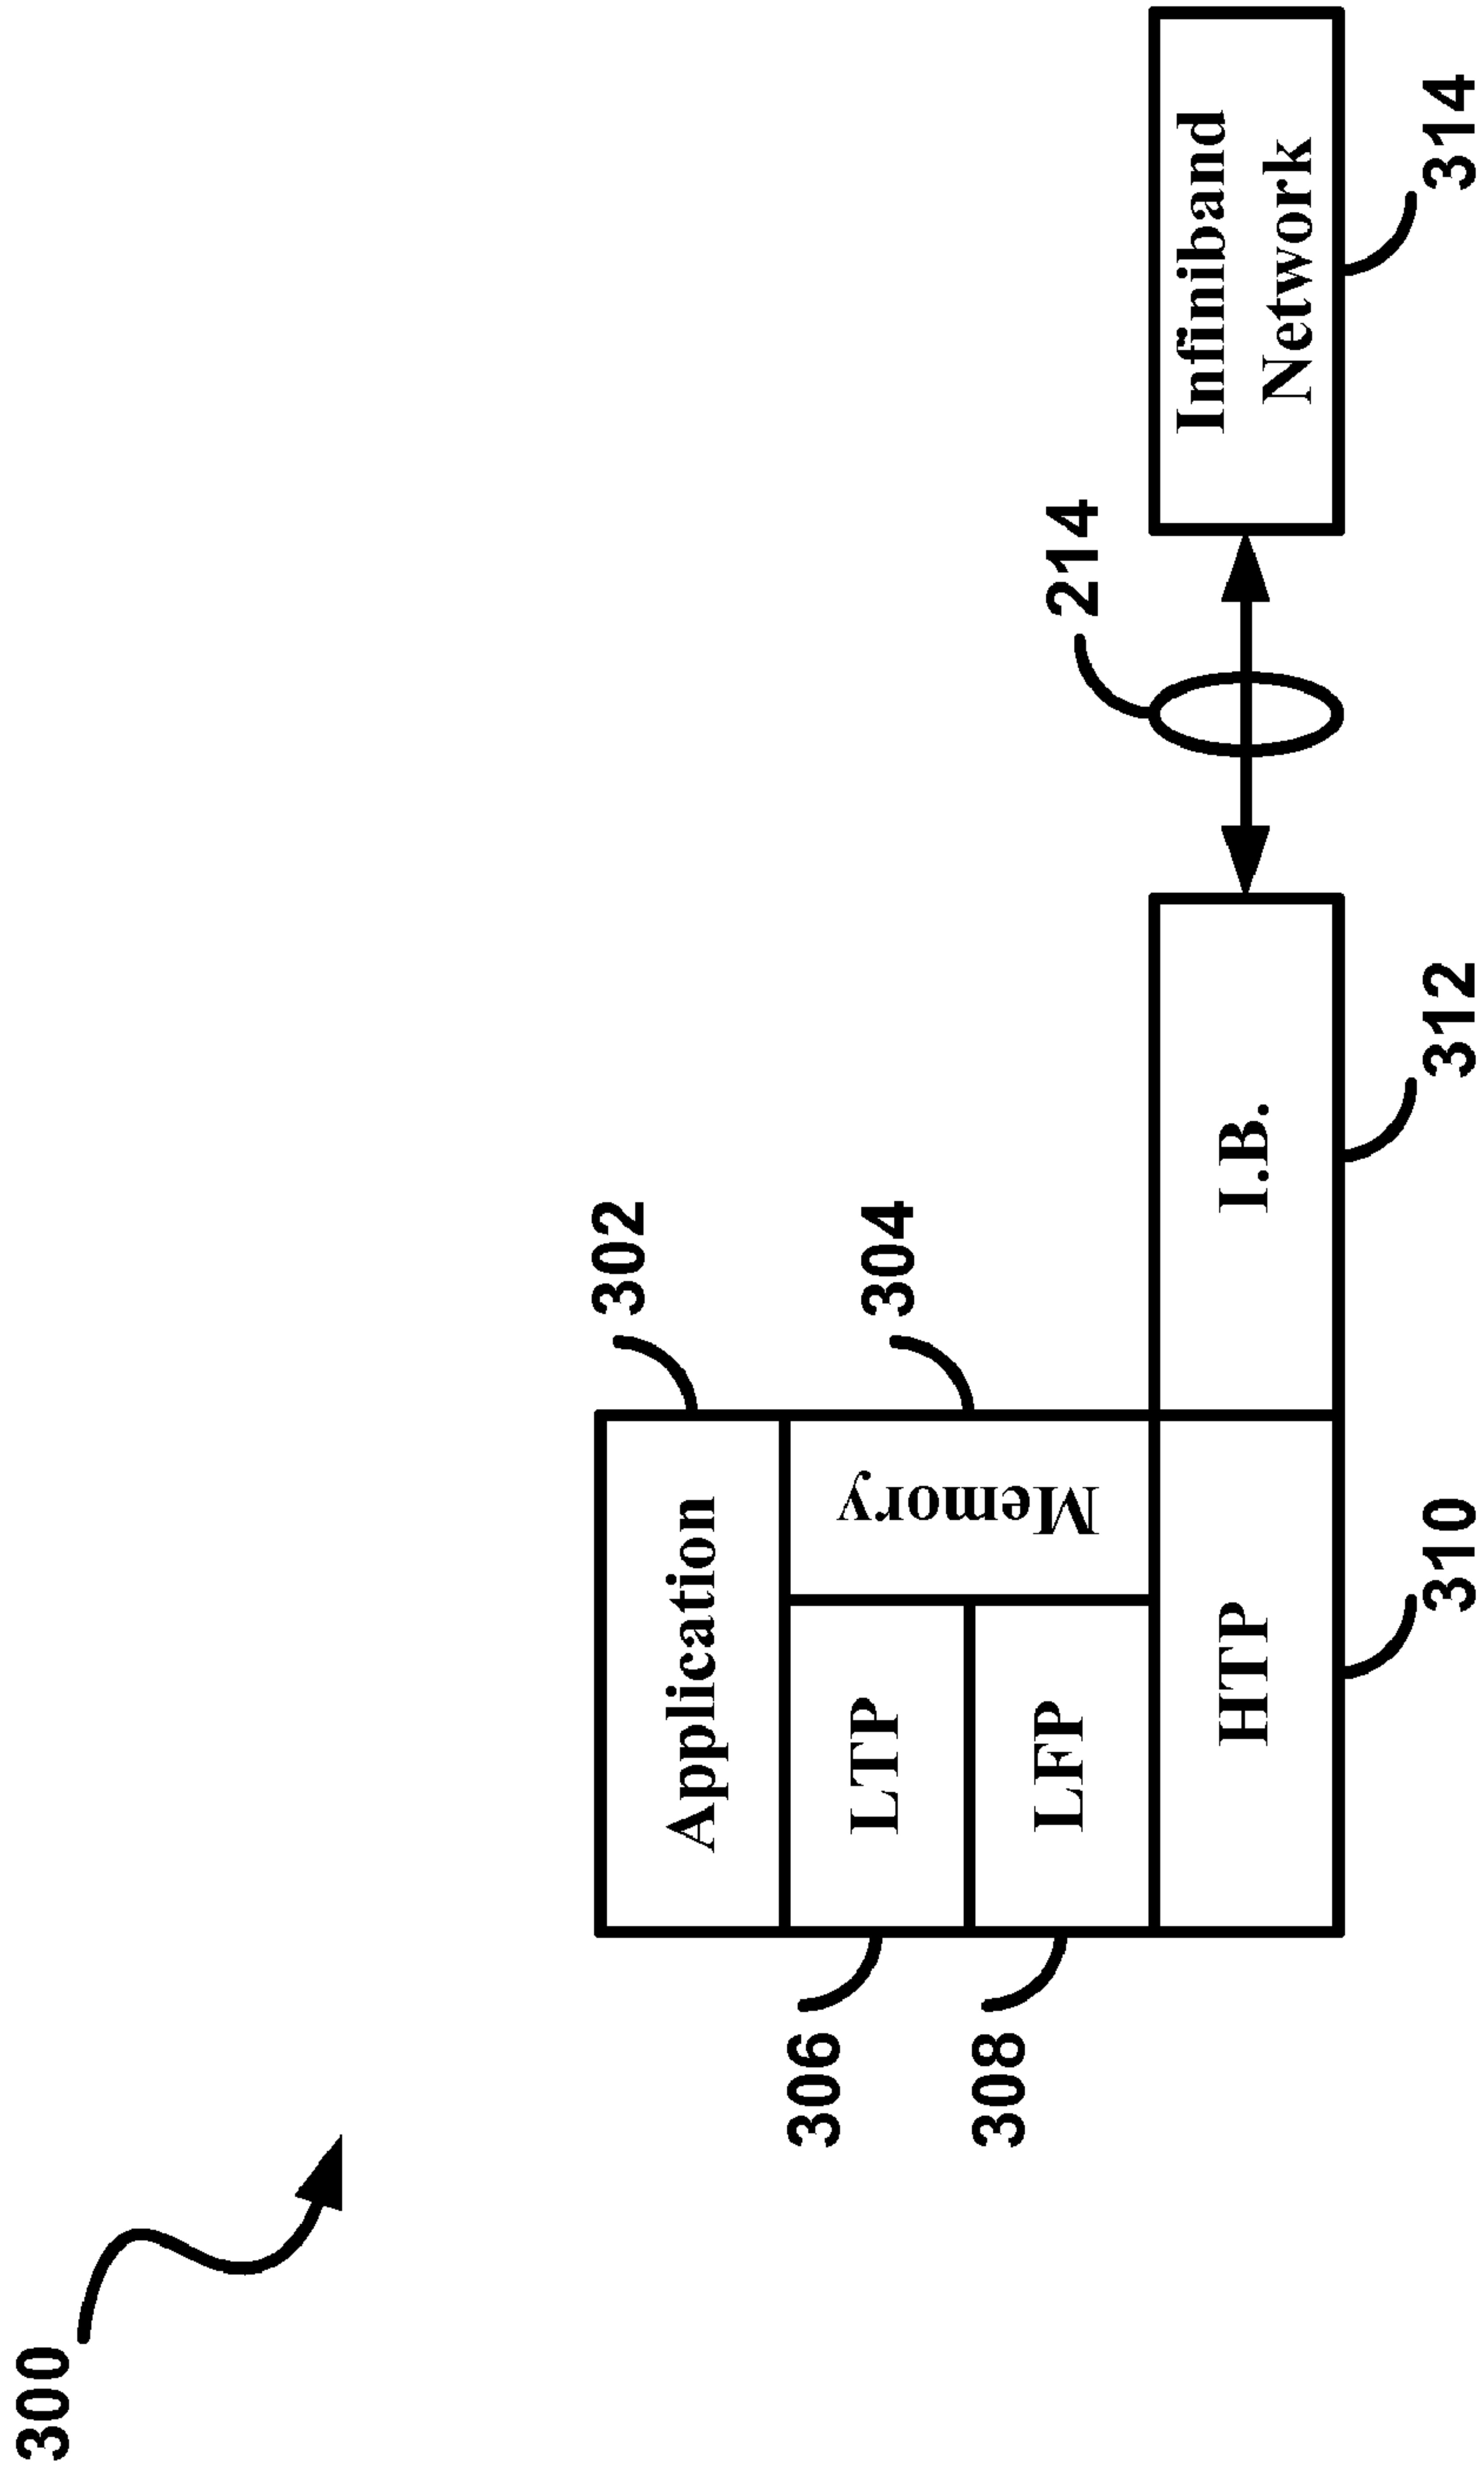 300
302
Application
304
306
LTP
Memory
308
LFP
214
HTP
I.B.
Infiniband
Network
310
312
314